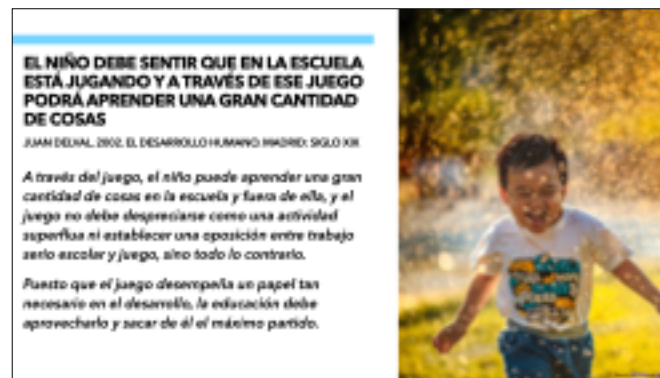 EL NIÑO DEBE SENTIR QUE EN LA ESCUELA
ESTÁ JUGANDO Y A TRAVÉS DE ESE JUEGO
PODRÁ APRENDER UNA GRAN CANTIDAD
DE COSAS
JUAN DELVAL. 2002. EL DESARROLLO HUMANO. MADRID: SIGLO XIX
A través del juego, el niño puede aprender una gran
cantidad de cosas en la escuela y fuera de ella, y el
juego no debe despreciarse como una actividad
superflua ni establecer una oposición entre trabajo
serio escolar y juego, sino todo lo contrario.
Puesto que el juego desempeña un papel tan
necesario en el desarrollo, la educación debe
aprovecharlo y sacar de él el máximo partido.